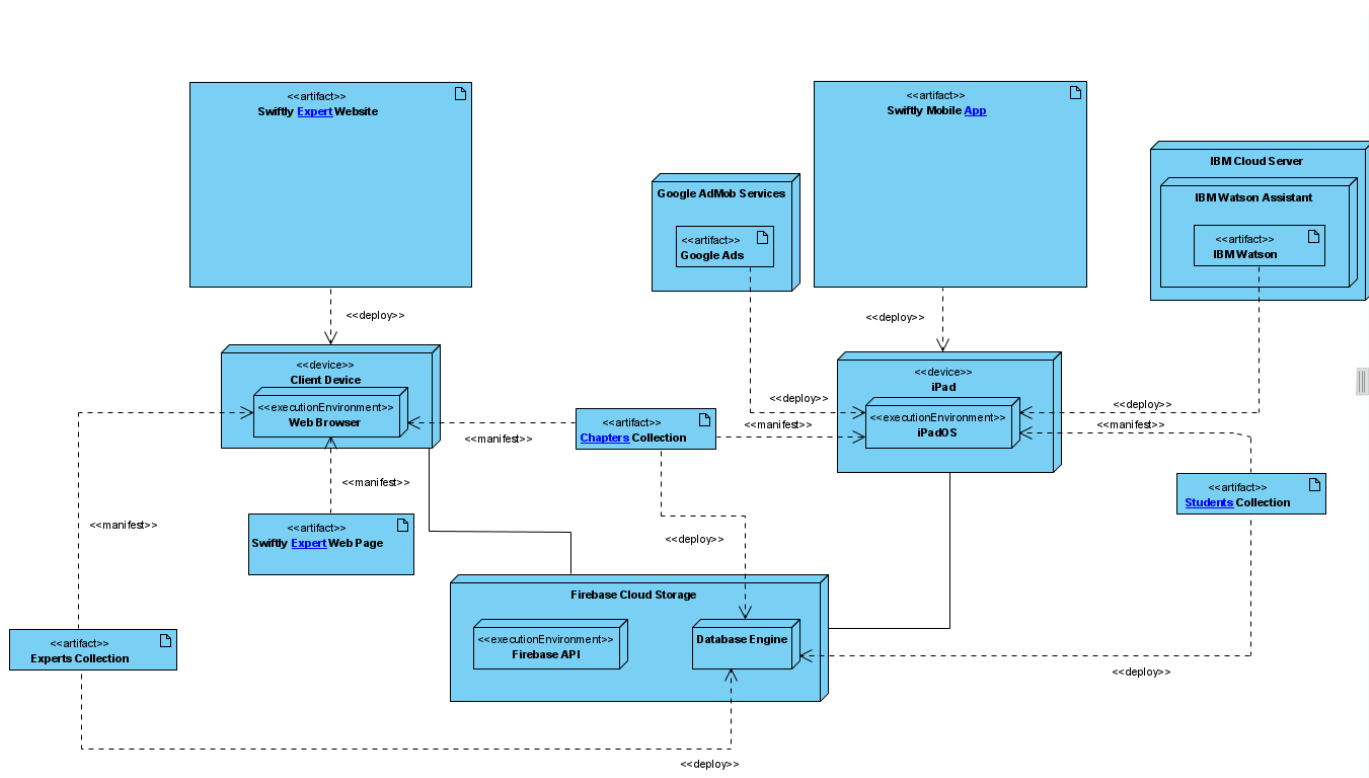 <<artifact>>
Swiftly Expert Website
<<artifact>>
Swiftly Mobile App
IBM Cloud Server
IBM Watson Assistant
<<artifact>>
IBM Watson
Google AdMob Services
<<artifact>>
Google Ads
<<deploy>>
<<deploy>>
<<device>>
Client Device
<<executionEnvironment>>
Web Browser
<<device>>
iPad
<<executionEnvironment>>
iPadOS
<<deploy>>
<<deploy>>
<<artifact>>
Chapters Collection
<<manifest>>
<<manifest>>
<<manifest>>
<<manifest>>
<<artifact>>
Students Collection
<<manifest>>
<<artifact>>
Swiftly Expert Web Page
<<deploy>>
Firebase Cloud Storage
<<executionEnvironment>>
Firebase API
Database Engine
<<artifact>>
Experts Collection
<<deploy>>
<<deploy>>